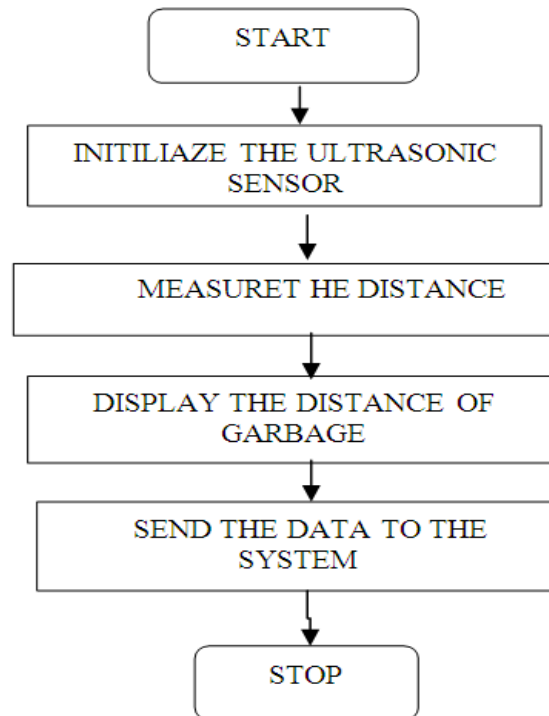 START
INITILIAZE THE ULTRASONIC
SENSOR
MEASURET HE DISTANCE
DISPLAY THE DISTANCE OF
GARBAGE
SEND THE DATA TO THE
SYSTEM
STOP